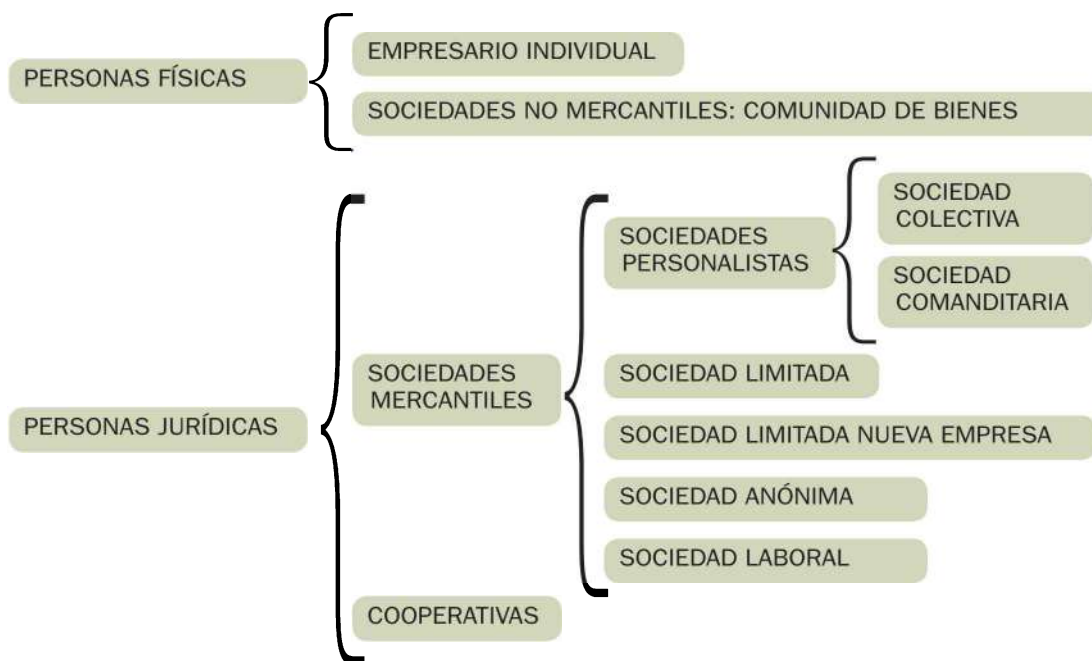 PERSONAS FÍSICAS
EMPRESARIO INDIVIDUAL
SOCIEDADES NO MERCANTILES: COMUNIDAD DE BIENES
PERSONAS JURÍDICAS
SOCIEDADES
MERCANTILES
SOCIEDADES
PERSONALISTAS
SOCIEDAD
COLECTIVA
SOCIEDAD
COMANDITARIA
SOCIEDAD LIMITADA
SOCIEDAD LIMITADA NUEVA EMPRESA
SOCIEDAD ANÓNIMA
SOCIEDAD LABORAL
COOPERATIVAS